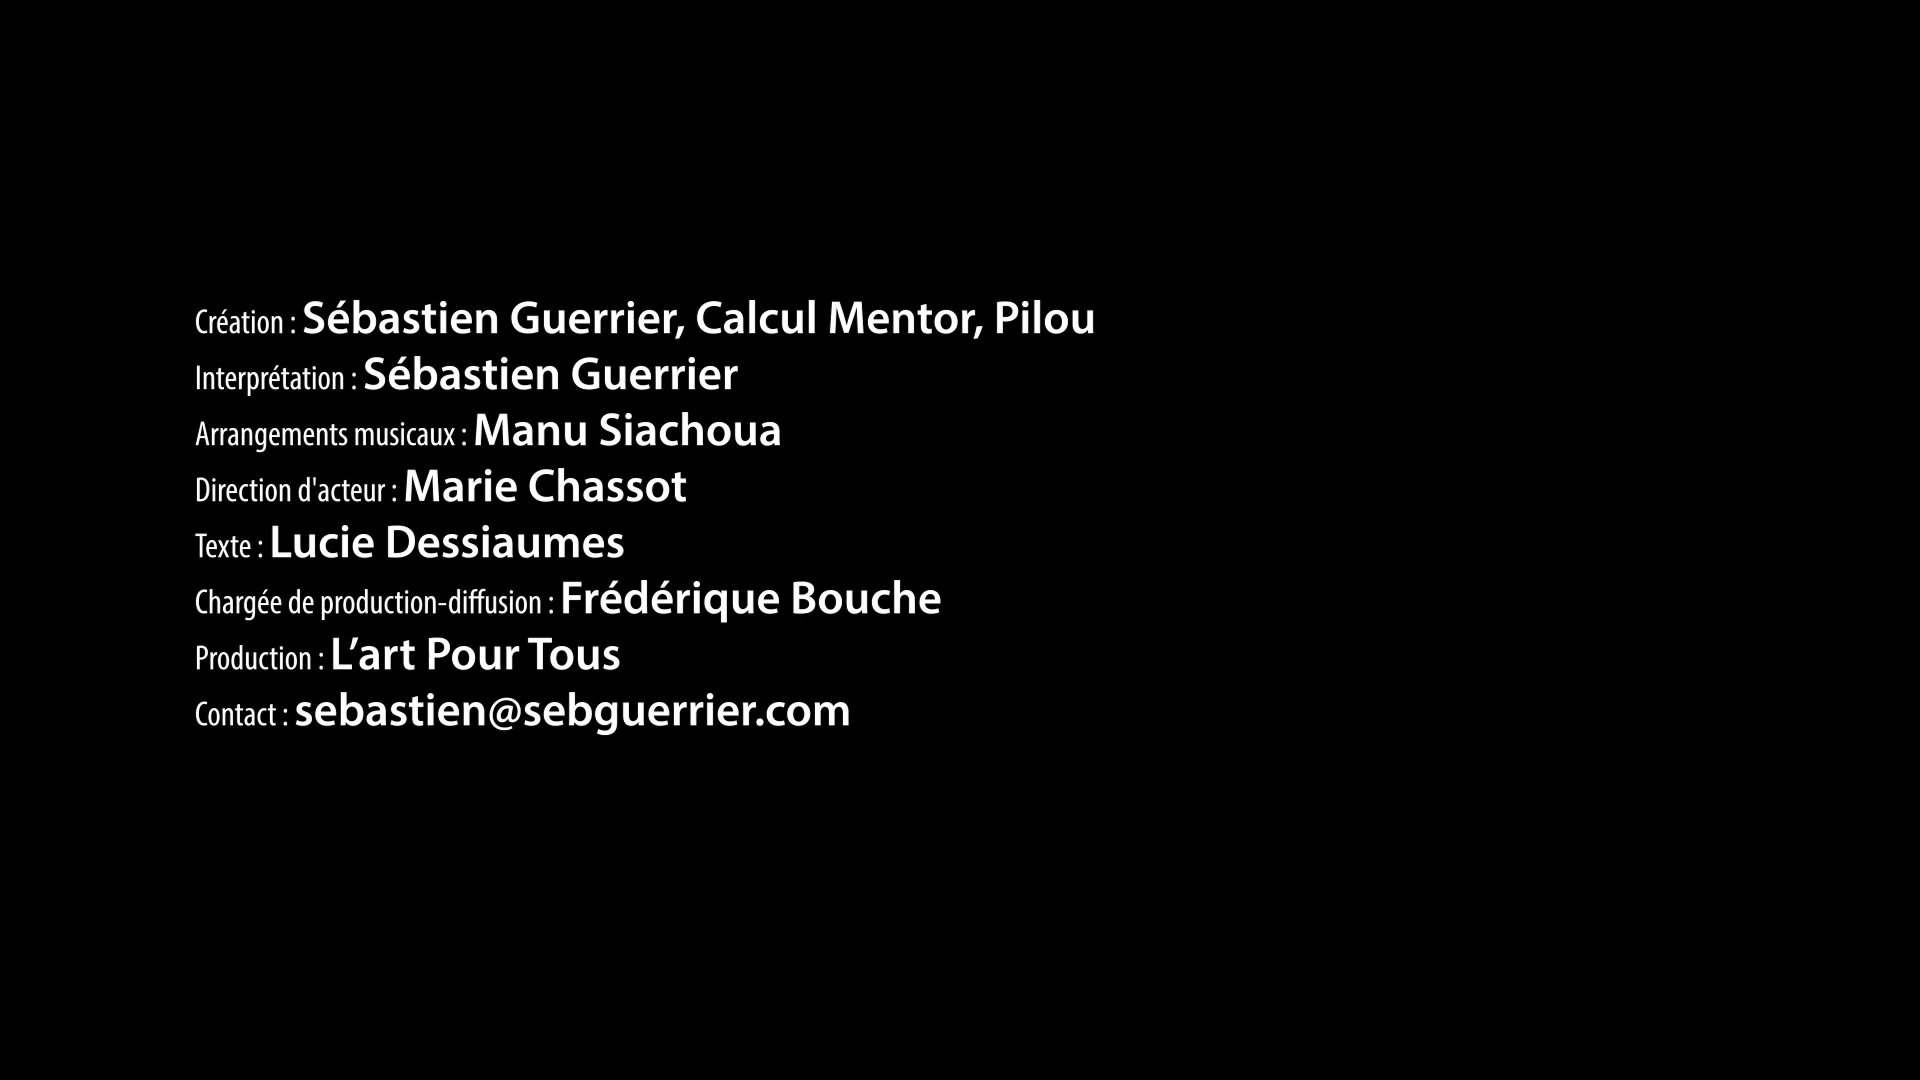 Création : Sébastien Guerrier, Calcul Mentor, Pilou
Interprétation : Sébastien Guerrier
Arrangements musicaux : Manu Siachoua
Direction d'acteur : Marie Chassot
Texte : Lucie Dessiaumes
Chargée de production-diffusion : Frédérique Bouche
Production : L’art Pour Tous
Contact : sebastien@sebguerrier.com